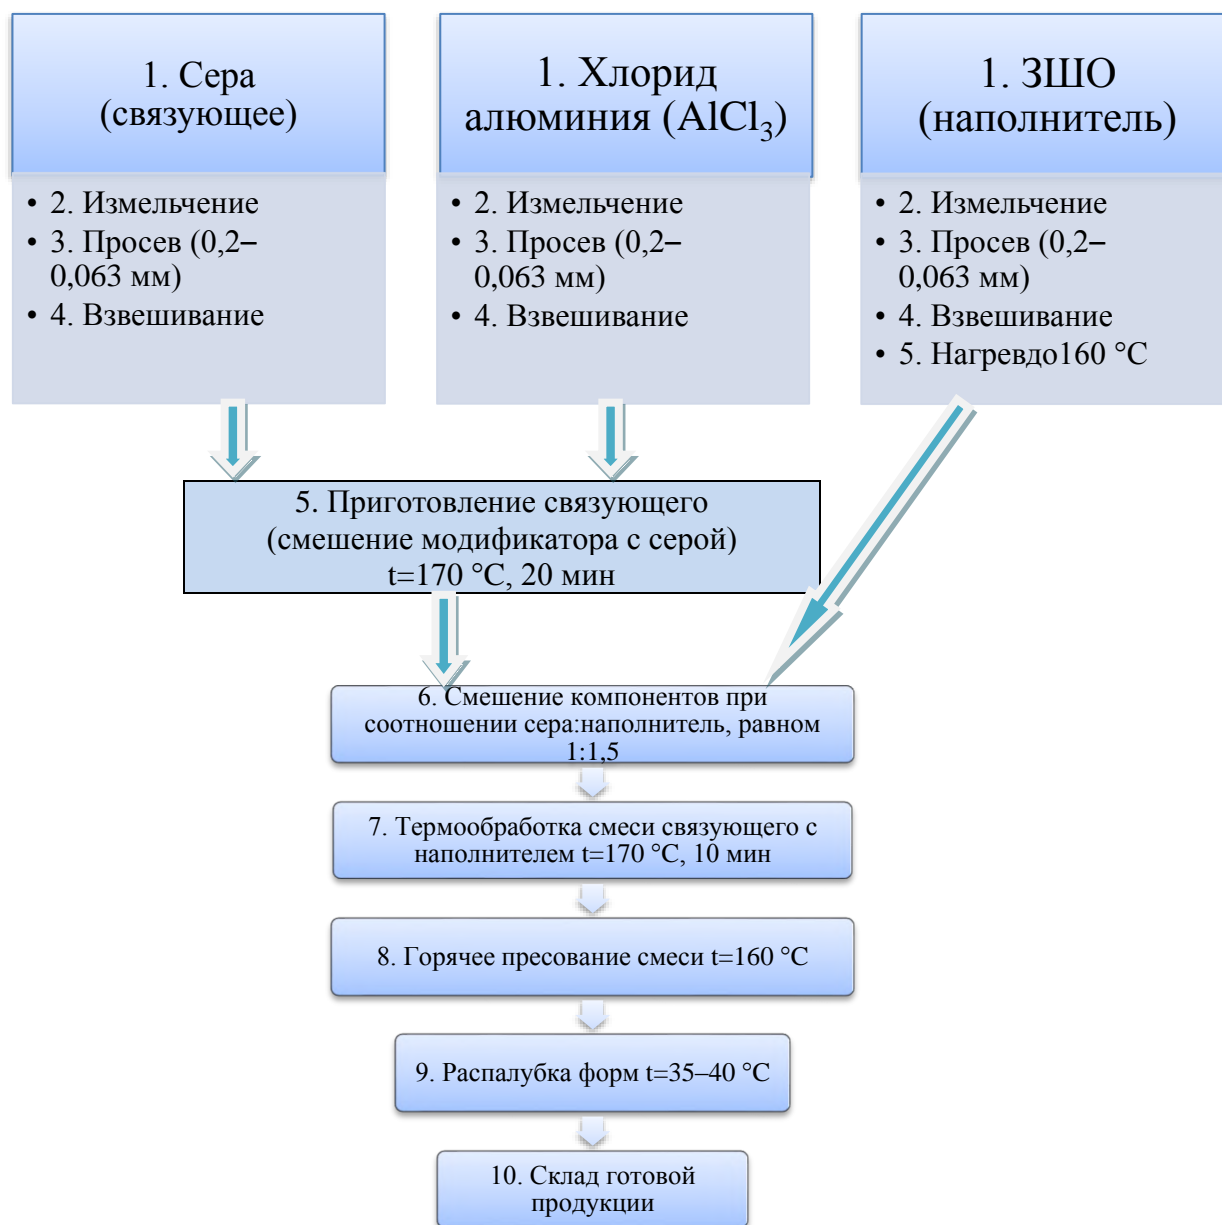 1. Сера
(связующее)
• 2. Измельчение
• 3. Просев (0,2–
0,063 мм)
• 4. Взвешивание
1. Хлорид
алюминия (AlCl₃)
• 2. Измельчение
• 3. Просев (0,2–
0,063 мм)
• 4. Взвешивание
1. ЗШО
(наполнитель)
• 2. Измельчение
• 3. Просев (0,2–
0,063 мм)
• 4. Взвешивание
• 5. Нагревдо160 °C
5. Приготовление связующего
(смешение модификатора с серой)
t=170 °C, 20 мин
6. Смешение компонентов при
соотношении сера:наполнитель, равном
1:1,5
7. Термообработка смеси связующего с
наполнителем t=170 °C, 10 мин
8. Горячее пресование смеси t=160 °C
9. Распалубка форм t=35–40 °C
10. Склад готовой
продукции